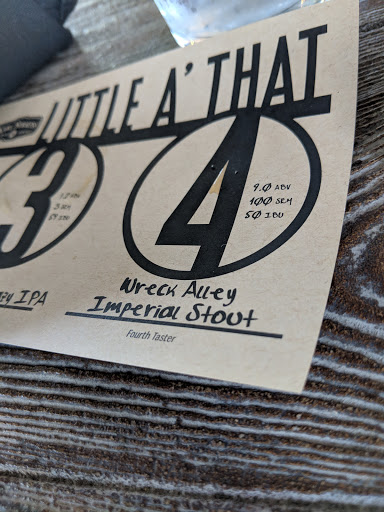 LITTLE A' THAT
3
4
9.0 ABV
100 SRM
50 IBU
Wreck Alley
Imperial Stout
IPA
Fourth Taster